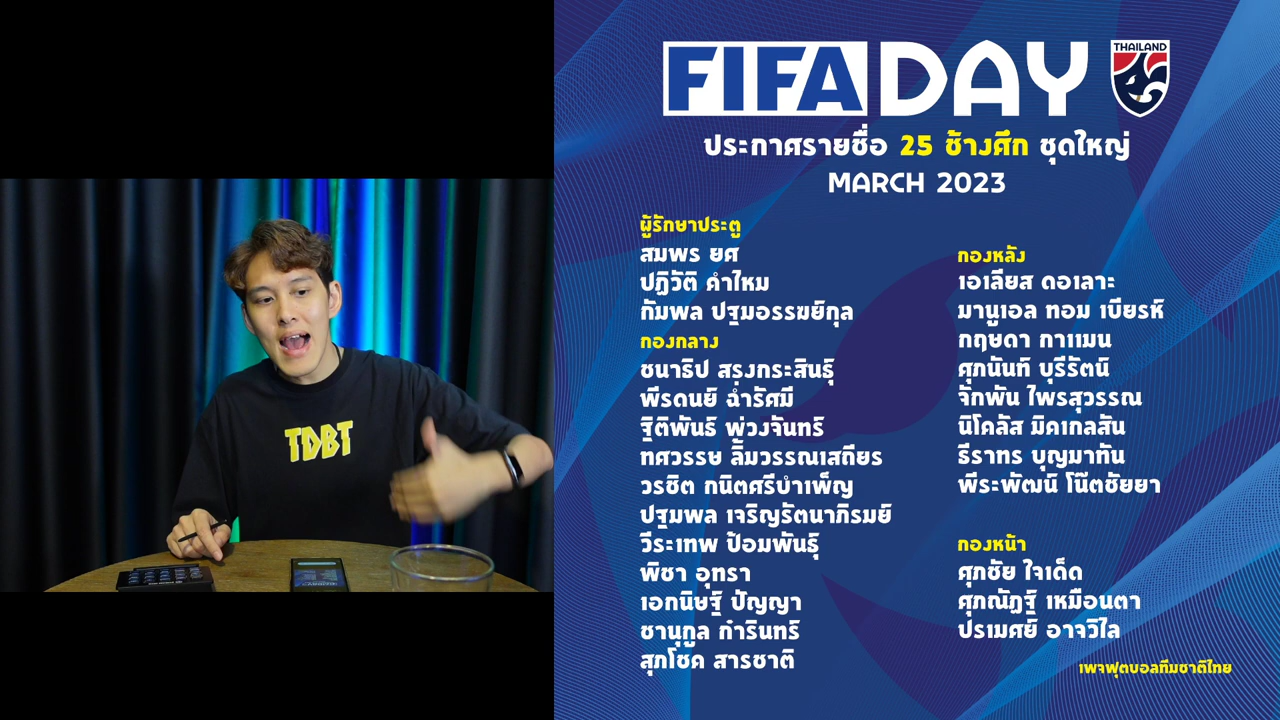 TDBT
FIFA DAY
THAILAND
ประกาศรายชื่อ 25 ช้างศึก ชุดใหญ่
MARCH 2023
ผู้รักษาประตู
สมพร ยศ
ปฏิวัติ คำไหม
กัมพล ปฐมอรรฆย์กุล
กองกลาง
ชนาธิป สรงกระสินธุ์
พีรดนย์ ฉ่ำรัศมี
ฐิติพันธ์ พ่วงจันทร์
ทศวรรษ ลิ้มวรรณเสถียร
วรชิต กนิตศรีบำเพ็ญ
ปฐมพล เจริญรัตนาภิรมย์
วีระเทพ ป้อมพันธุ์
พิชา อุทรา
เอกนิษฐ์ ปัญญา
ชานุกูล ก๋ารินทร์
สุภโชค สารชาติ
กองหลัง
เอเลียส ดอเลาะ
มานูเอล ทอม เบียรห์
กฤษดา กาแมน
ศุภนันท์ บุรีรัตน์
จักพัน ไพรสุวรรณ
นิโคลัส มิคเกลสัน
ธีราทร บุญมาทัน
พีระพัฒน์ โน๊ตชัยยา
กองหน้า
ศุภชัย ใจเด็ด
ศุภณัฏฐ์ เหมือนตา
ปรเมศย์ อาจวิไล
เพจฟุตบอลทีมชาติไทย